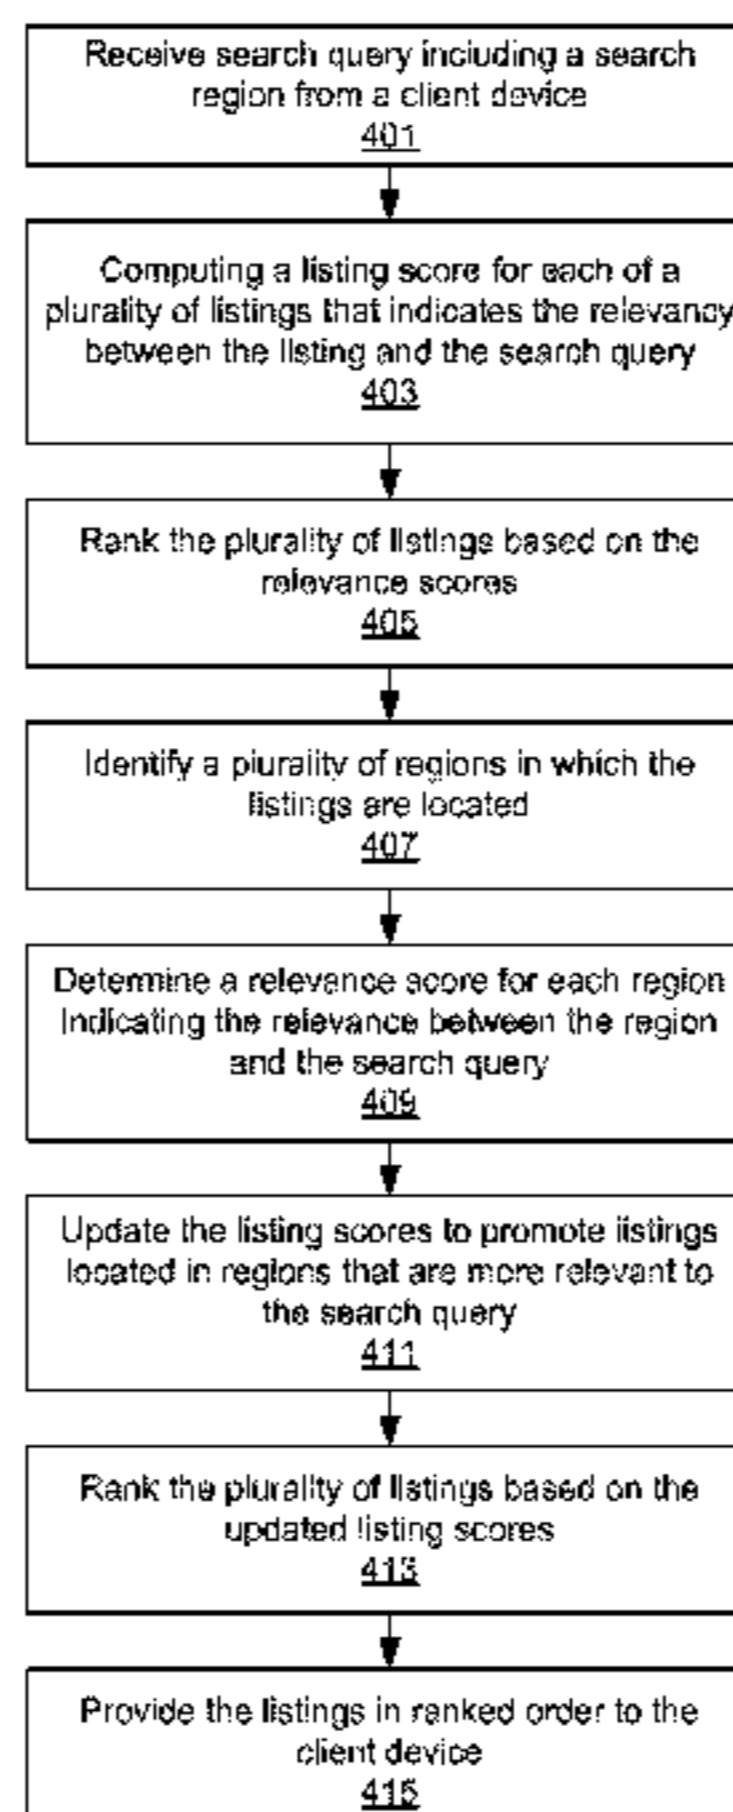 Receive search query including a search
region from a client device
401
Computing a listing score for each of a
plurality of listings that indicates the relevancy
between the listing and the search query
403
Rank the plurality of listings based on the
relevance scores
405
Identify a plurality of regions in which the
listings are located
407
Determine a relevance score for each region
Indicating the relevance between the region
and the search query
409
Update the listing scores to promote listings
located in regions that are more relevant to
the search query
411
Rank the plurality of listings based on the
updated listing scores
413
Provide the listings in ranked order to the
client device
415